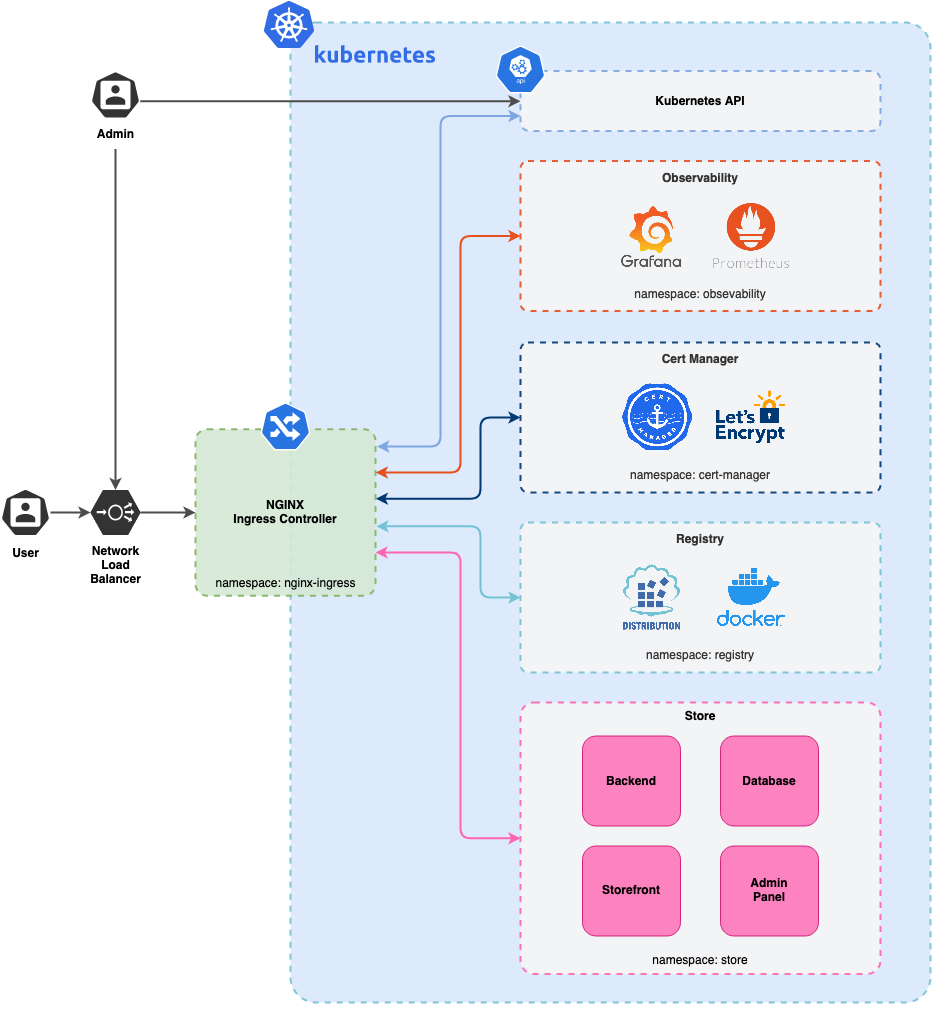 kubernetes
api
Kubernetes API
Admin
Observability
Grafana
Prometheus
namespace: obsevability
Cert Manager
CERT
MANAGER
Let's
Encrypt
namespace: cert-manager
NGINX
Ingress Controller
namespace: nginx-ingress
User
Network
Load
Balancer
Registry
DISTRIBUTION
docker
namespace: registry
Store
Backend
Database
Storefront
Admin
Panel
namespace: store